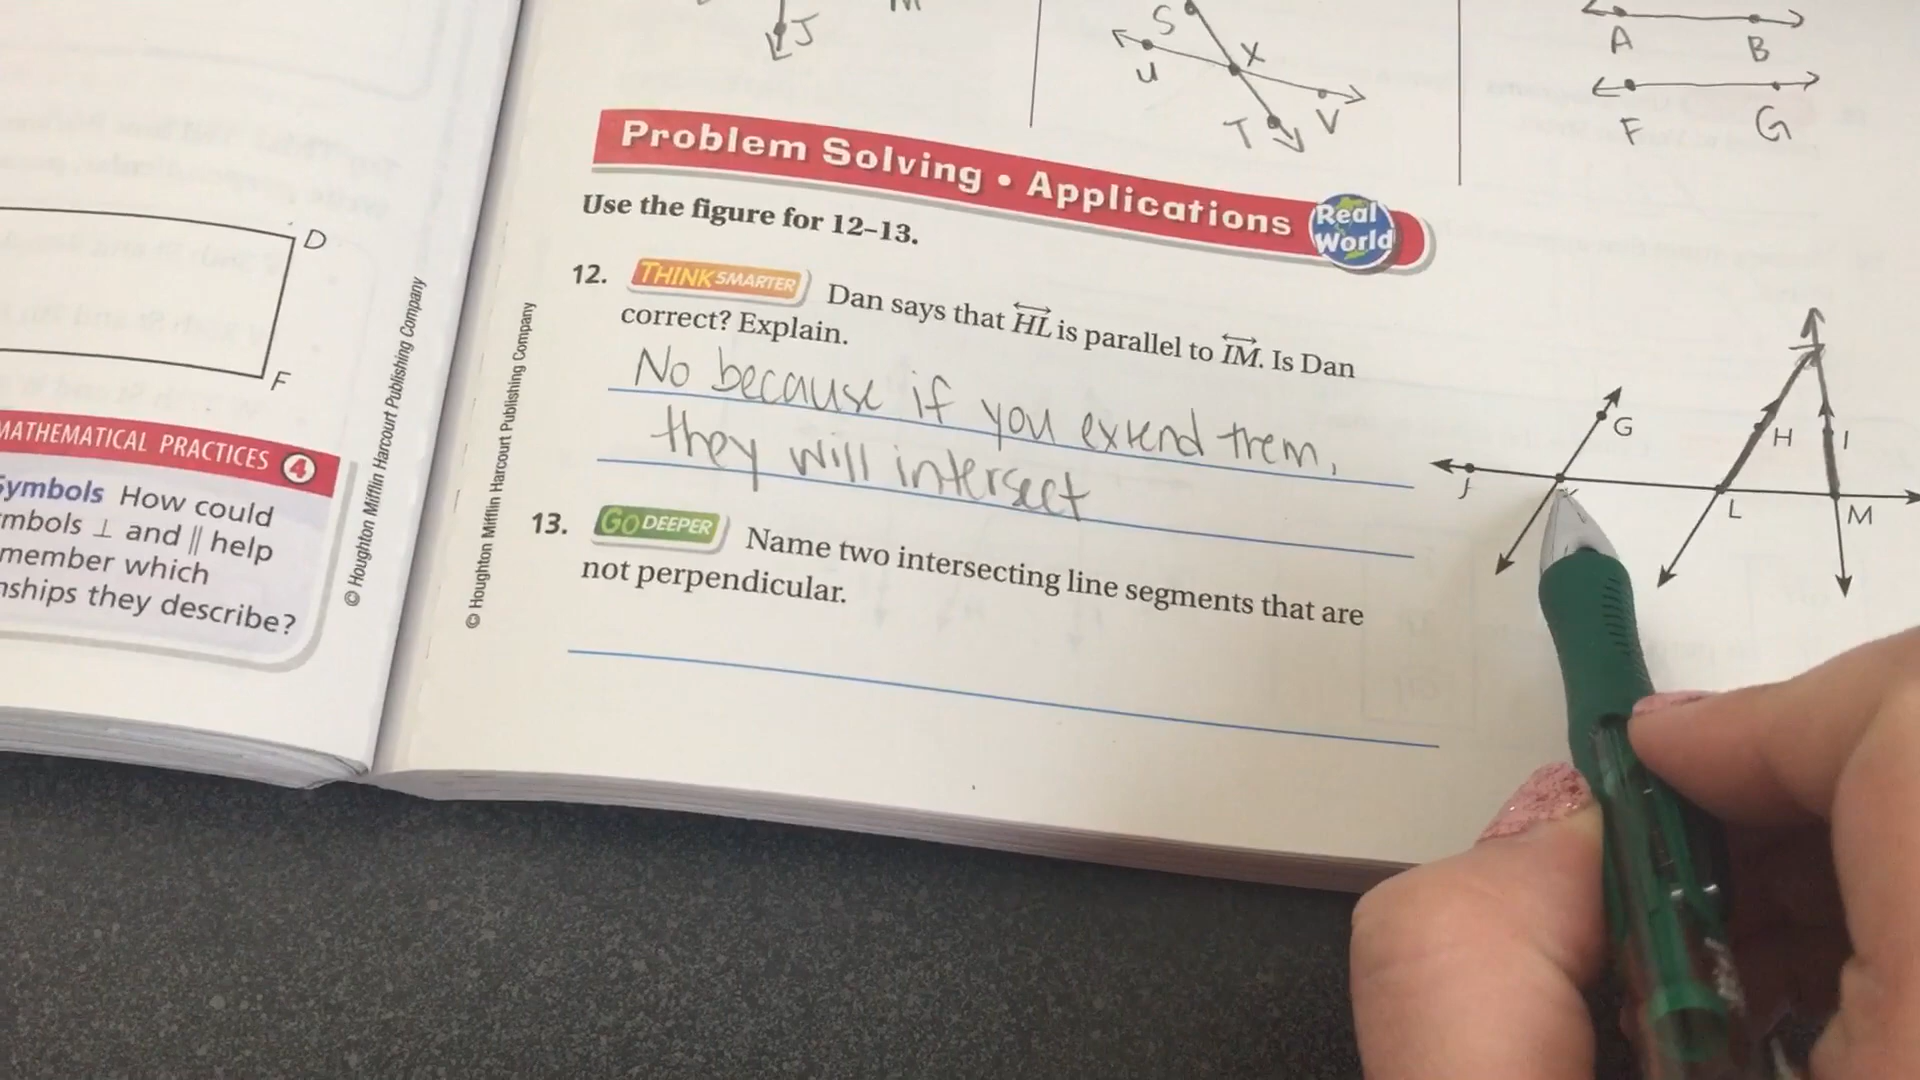 J
S
X
U
T
V
A
B
F
G
Problem Solving • Applications Real World
Use the figure for 12–13.
12. THINK SMARTER Dan says that HL is parallel to IM. Is Dan
correct? Explain.
No because if you extend them,
they will intersect
13. GO DEEPER Name two intersecting line segments that are
not perpendicular.
G
H
I
J
L
M
D
F
MATHEMATICAL PRACTICES 4
Symbols How could
mbols ⊥ and || help
member which
nships they describe?
© Houghton Mifflin Harcourt Publishing Company
© Houghton Mifflin Harcourt Publishing Company